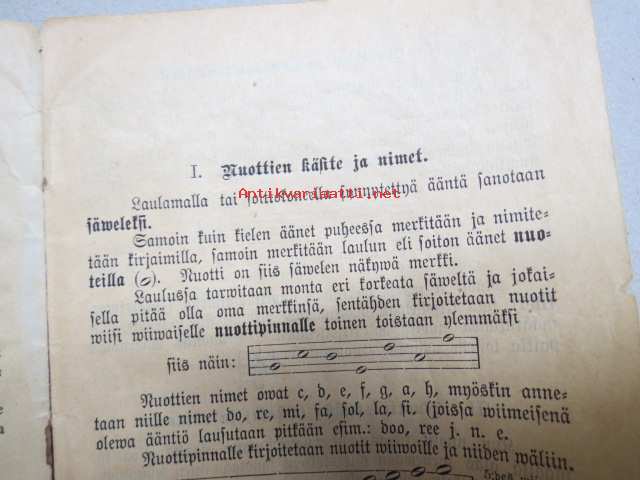 I. Nuottien käsite ja nimet.
Laulamalla tai soittokoneella synnytettyä ääntä sanotaan
Antikvariaatti.net
säweleksi.
Samoin kuin kielen äänet puheessa merkitään ja nimite-
tään kirjaimilla, samoin merkitään laulun eli soiton äänet nuo-
teilla ( ). Nuotti on siis säwelen näkywä merkki.
Laulussa tarwitaan monta eri korkeata säweltä ja jokai-
sella pitää olla oma merkkinsä, sentähden kirjoitetaan nuotit
wiisi wiiwaiselle nuottipinnalle toinen toistaan ylemmäksi
siis näin:
Nuottien nimet owat c, d, e, f, g, a, h, myöskin anne-
taan niille nimet do, re, mi, fa, sol, la, si. (joissa wiimeisenä
olewa ääntiö lausutaan pitkään esim.: doo, ree j. n. e.
Nuottipinnalle kirjoitetaan nuotit wiiwoille ja niiden wäliin.